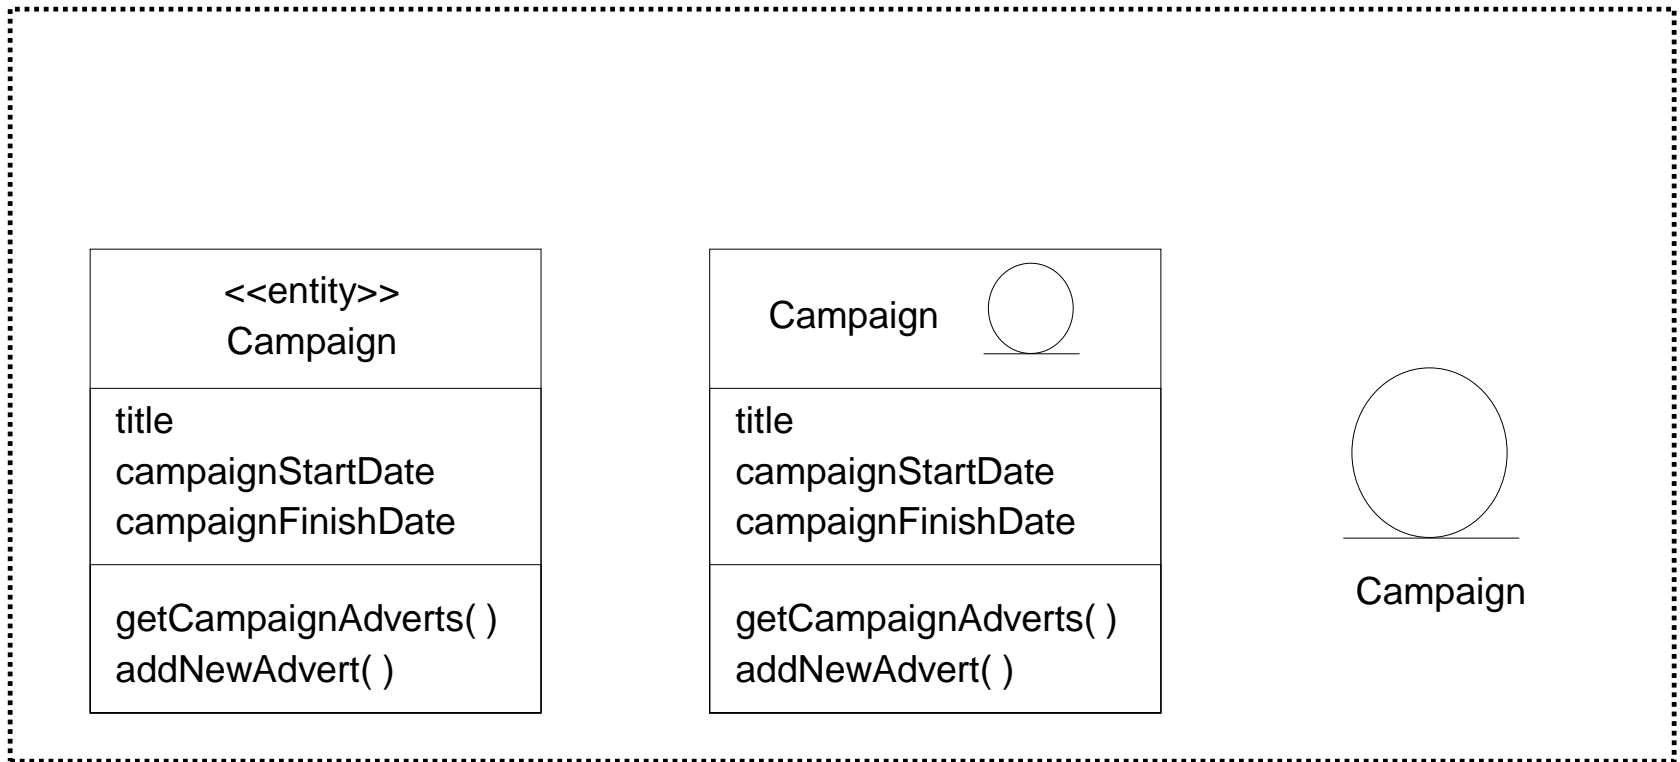 <<entity>>
Campaign
title
campaignStartDate
campaignFinishDate
getCampaignAdverts( )
addNewAdvert( )
Campaign
title
campaignStartDate
campaignFinishDate
getCampaignAdverts( )
addNewAdvert( )
Campaign